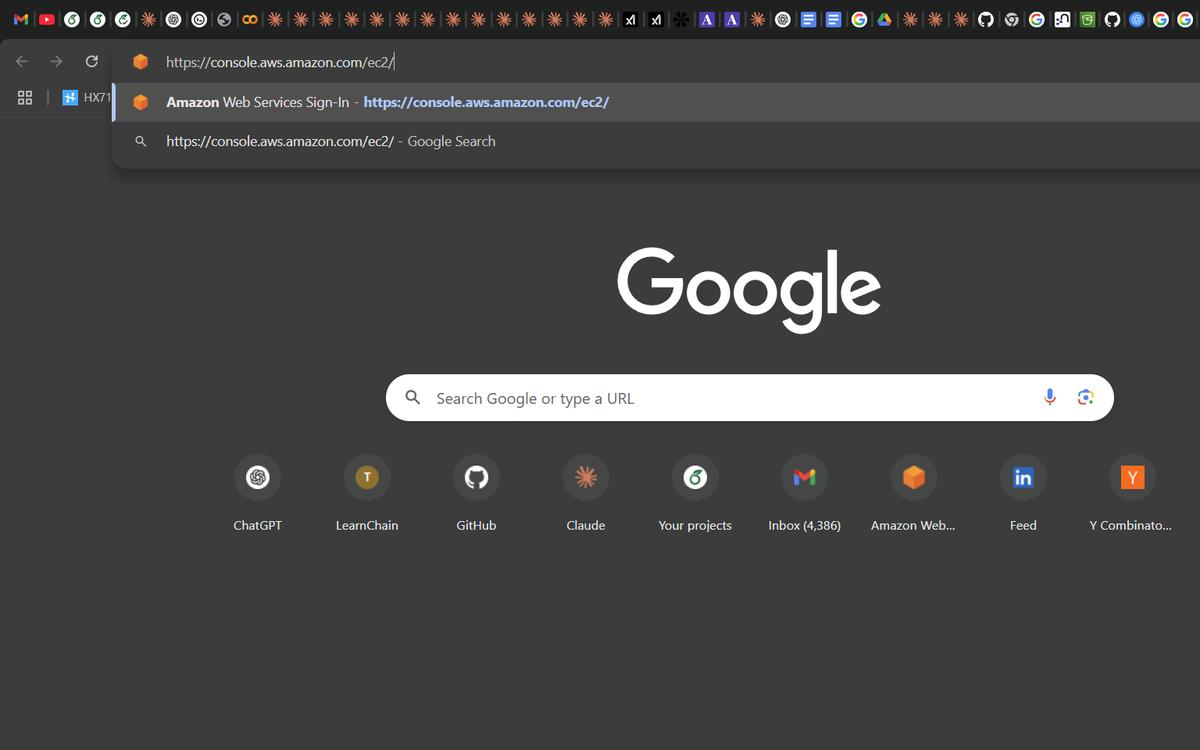 https://console.aws.amazon.com/ec2/
HX71
Amazon Web Services Sign-In - https://console.aws.amazon.com/ec2/
https://console.aws.amazon.com/ec2/ - Google Search
Google
Search Google or type a URL
T
in
Y
ChatGPT
LearnChain
GitHub
Claude
Your projects
Inbox (4,386)
Amazon Web...
Feed
Y Combinato...